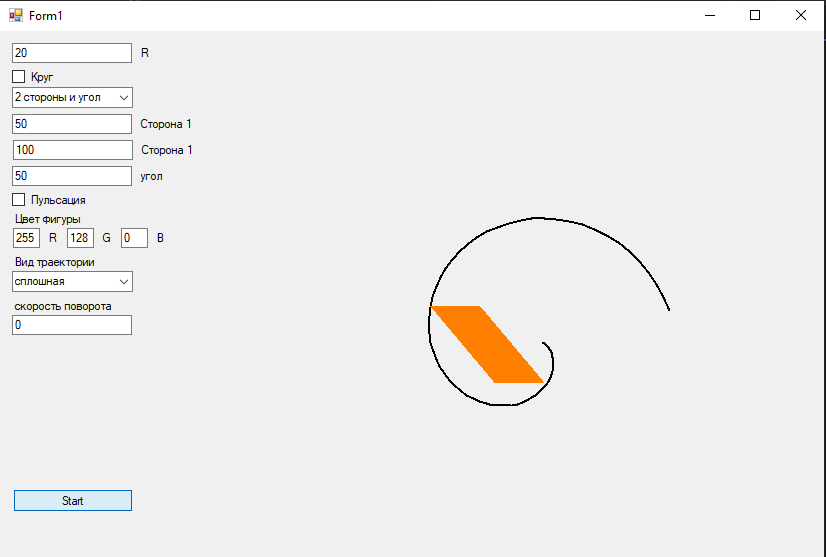 Form1
20 R
Круг
2 стороны и угол
50 Сторона 1
100 Сторона 1
50 угол
Пульсация
Цвет фигуры
255 R 128 G 0 B
Вид траектории
сплошная
скорость поворота
0
Start